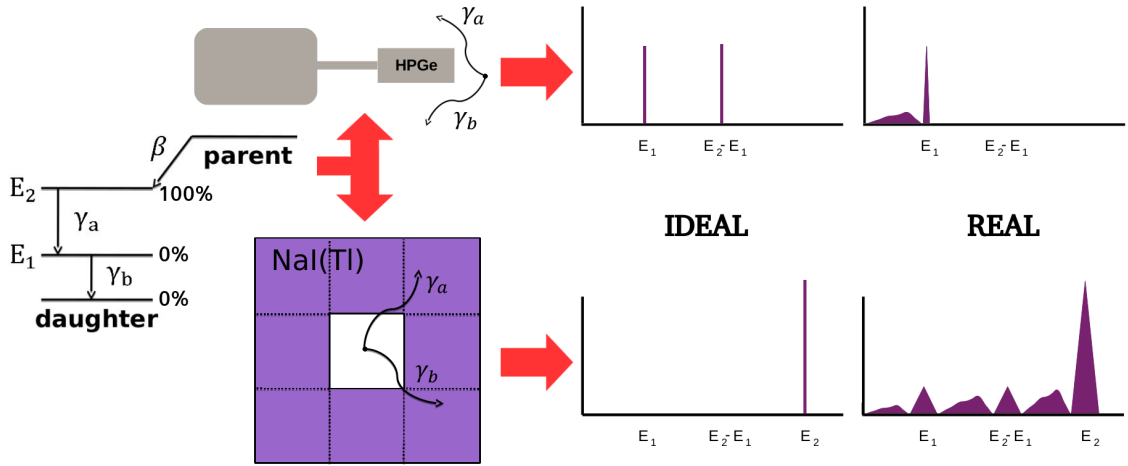 γa
HPGe
γb
E1 E2-E1
E1 E2-E1
β
parent
E2
100%
γa
E1
0%
γb
0%
daughter
IDEAL
REAL
NaI(Tl)
γa
γb
E1 E2-E1 E2
E1 E2-E1 E2